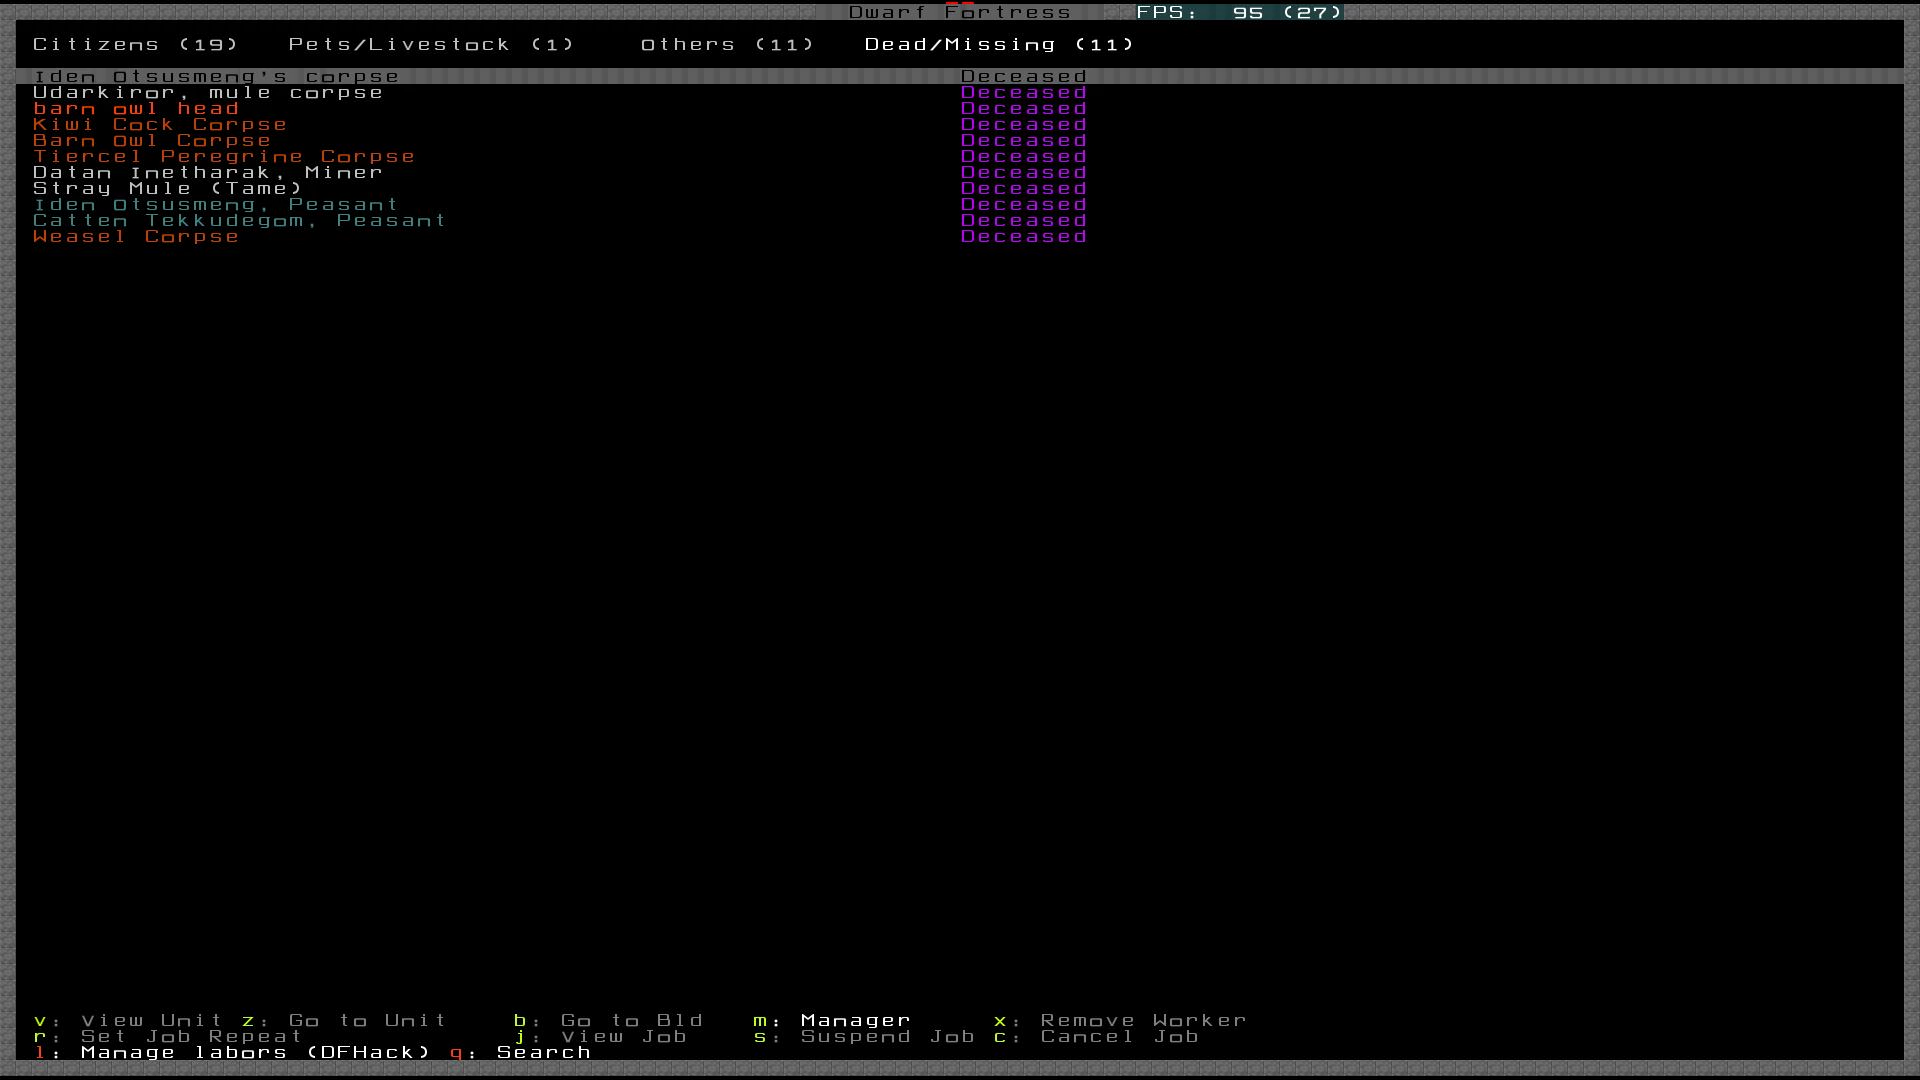 Dwarf Fortress FPS: 95 (27)
Citizens (19) Pets/Livestock (1) Others (11) Dead/Missing (11)
Iden Otsusmeng's corpse Deceased
Udarkiror, mule corpse Deceased
barn owl head Deceased
Kiwi Cock Corpse Deceased
Barn Owl Corpse Deceased
Tiercel Peregrine Corpse Deceased
Datan Inetharak, Miner Deceased
Stray Mule (Tame) Deceased
Iden Otsusmeng, Peasant Deceased
Catten Tekkudegom, Peasant Deceased
Weasel Corpse Deceased
v: View Unit z: Go to Unit b: Go to Bld m: Manager x: Remove Worker
r: Set Job Repeat j: View Job s: Suspend Job c: Cancel Job
l: Manage labors (DFHack) q: Search